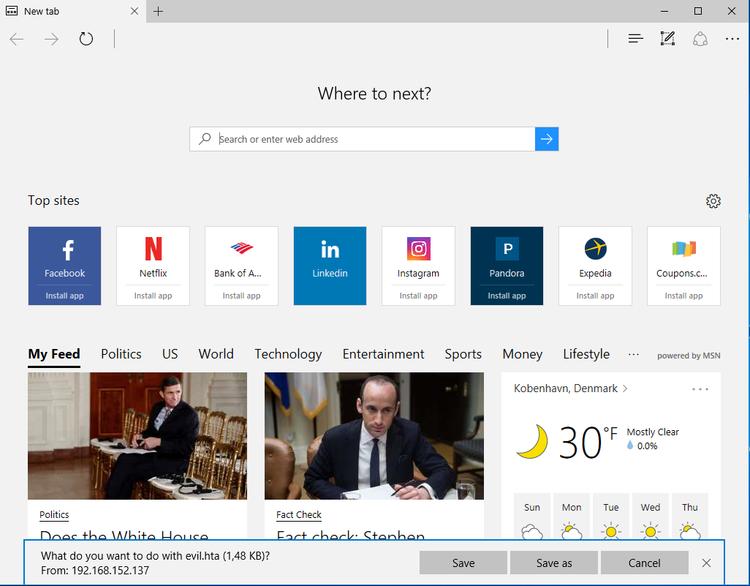 New tab
Where to next?
Search or enter web address
Top sites
Facebook
Install app
Netflix
Install app
Bank of A...
Install app
Linkedin
Instagram
Install app
P
Pandora
Install app
Expedia
Install app
Coupons.c...
Install app
My Feed Politics US World Technology Entertainment Sports Money Lifestyle ... powered by MSN
Politics
Does the White House
Fact Check
Fact check: Stephen
Kobenhavn, Denmark
30°F
Mostly Clear
0.0%
Sun Mon Tue Wed Thu
What do you want to do with evil.hta (1,48 KB)?
From: 192.168.152.137
Save Save as Cancel